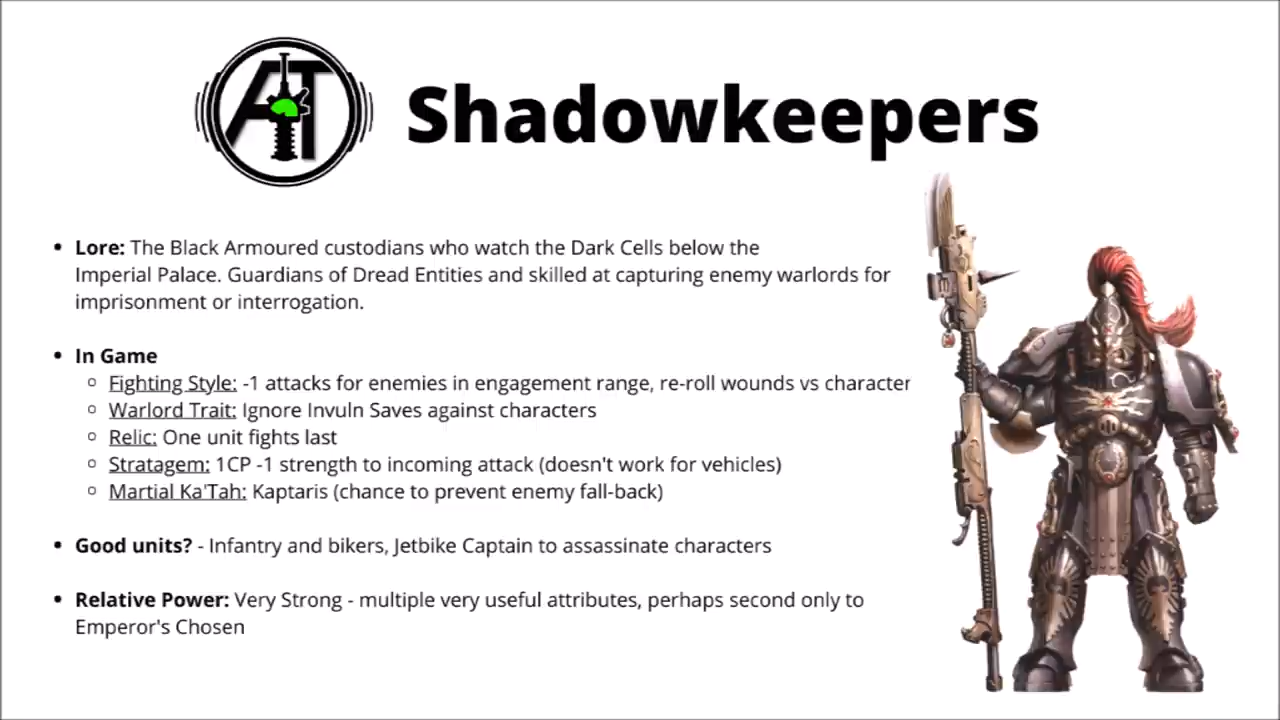 AT
Shadowkeepers
• Lore: The Black Armoured custodians who watch the Dark Cells below the
Imperial Palace. Guardians of Dread Entities and skilled at capturing enemy warlords for
imprisonment or interrogation.
• In Game
○ Fighting Style: -1 attacks for enemies in engagement range, re-roll wounds vs character
○ Warlord Trait: Ignore Invuln Saves against characters
○ Relic: One unit fights last
○ Stratagem: 1CP -1 strength to incoming attack (doesn't work for vehicles)
○ Martial Ka'Tah: Kaptaris (chance to prevent enemy fall-back)
• Good units? - Infantry and bikers, Jetbike Captain to assassinate characters
• Relative Power: Very Strong - multiple very useful attributes, perhaps second only to
Emperor's Chosen